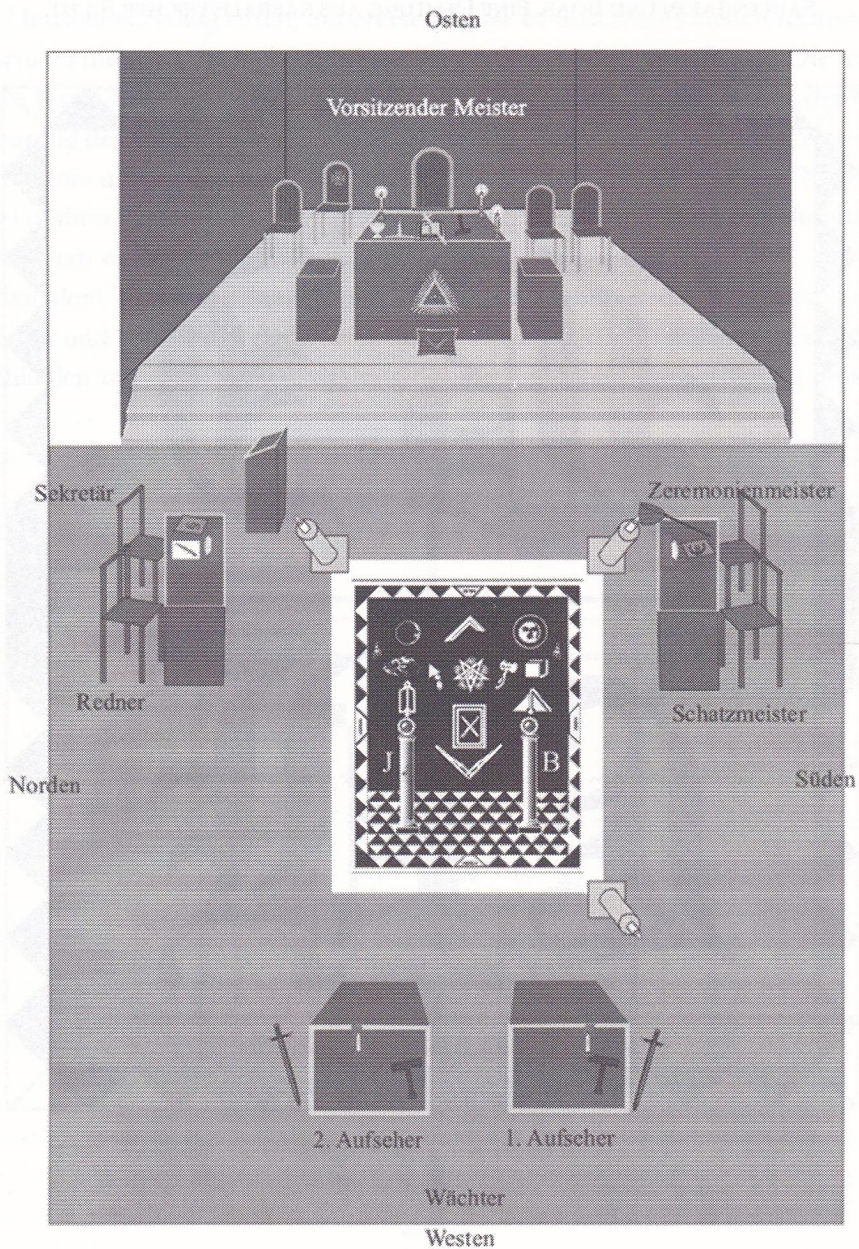 Osten
Vorsitzender Meister
Sekretär
Zeremonienmeister
Redner
Schatzmeister
J
B
Norden
Süden
2. Aufseher
1. Aufseher
Wächter
Westen